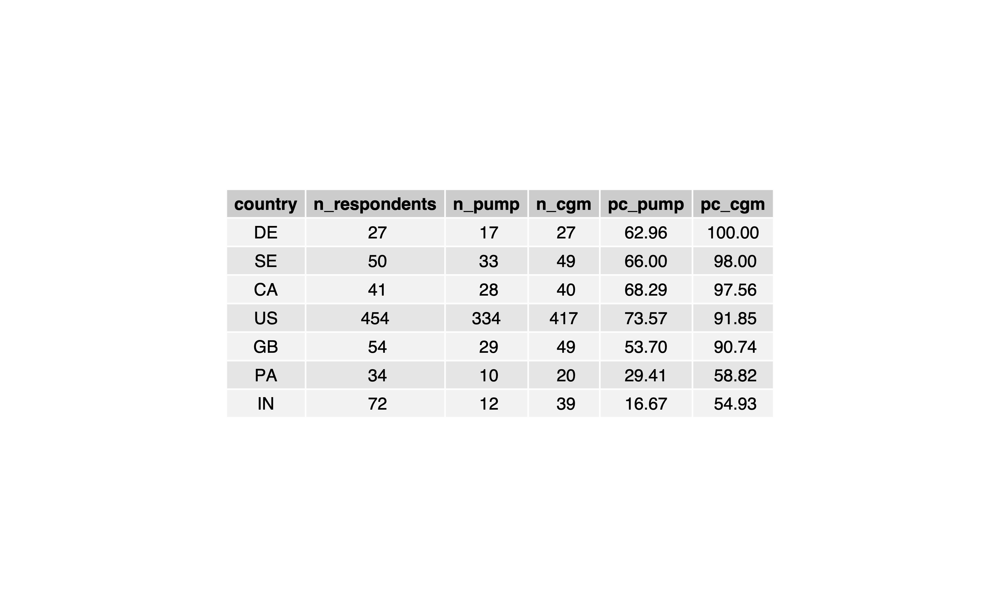 country n_respondents n_pump n_cgm pc_pump pc_cgm
DE 27 17 27 62.96 100.00
SE 50 33 49 66.00 98.00
CA 41 28 40 68.29 97.56
US 454 334 417 73.57 91.85
GB 54 29 49 53.70 90.74
PA 34 10 20 29.41 58.82
IN 72 12 39 16.67 54.93